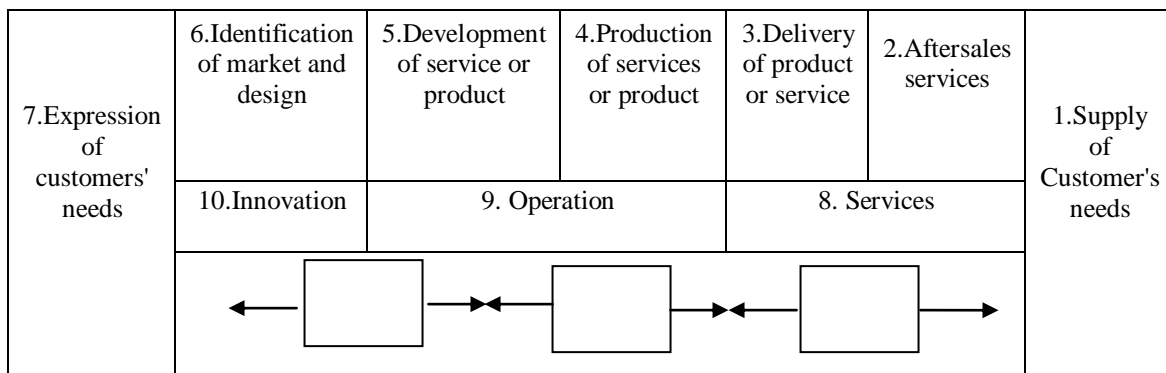 7.Expression
of
customers'
needs
6.Identification
of market and
design
5.Development
of service or
product
4.Production
of services
or product
3.Delivery
of product
or service
2.Aftersales
services
1.Supply
of
Customer's
needs
10.Innovation
9. Operation
8. Services